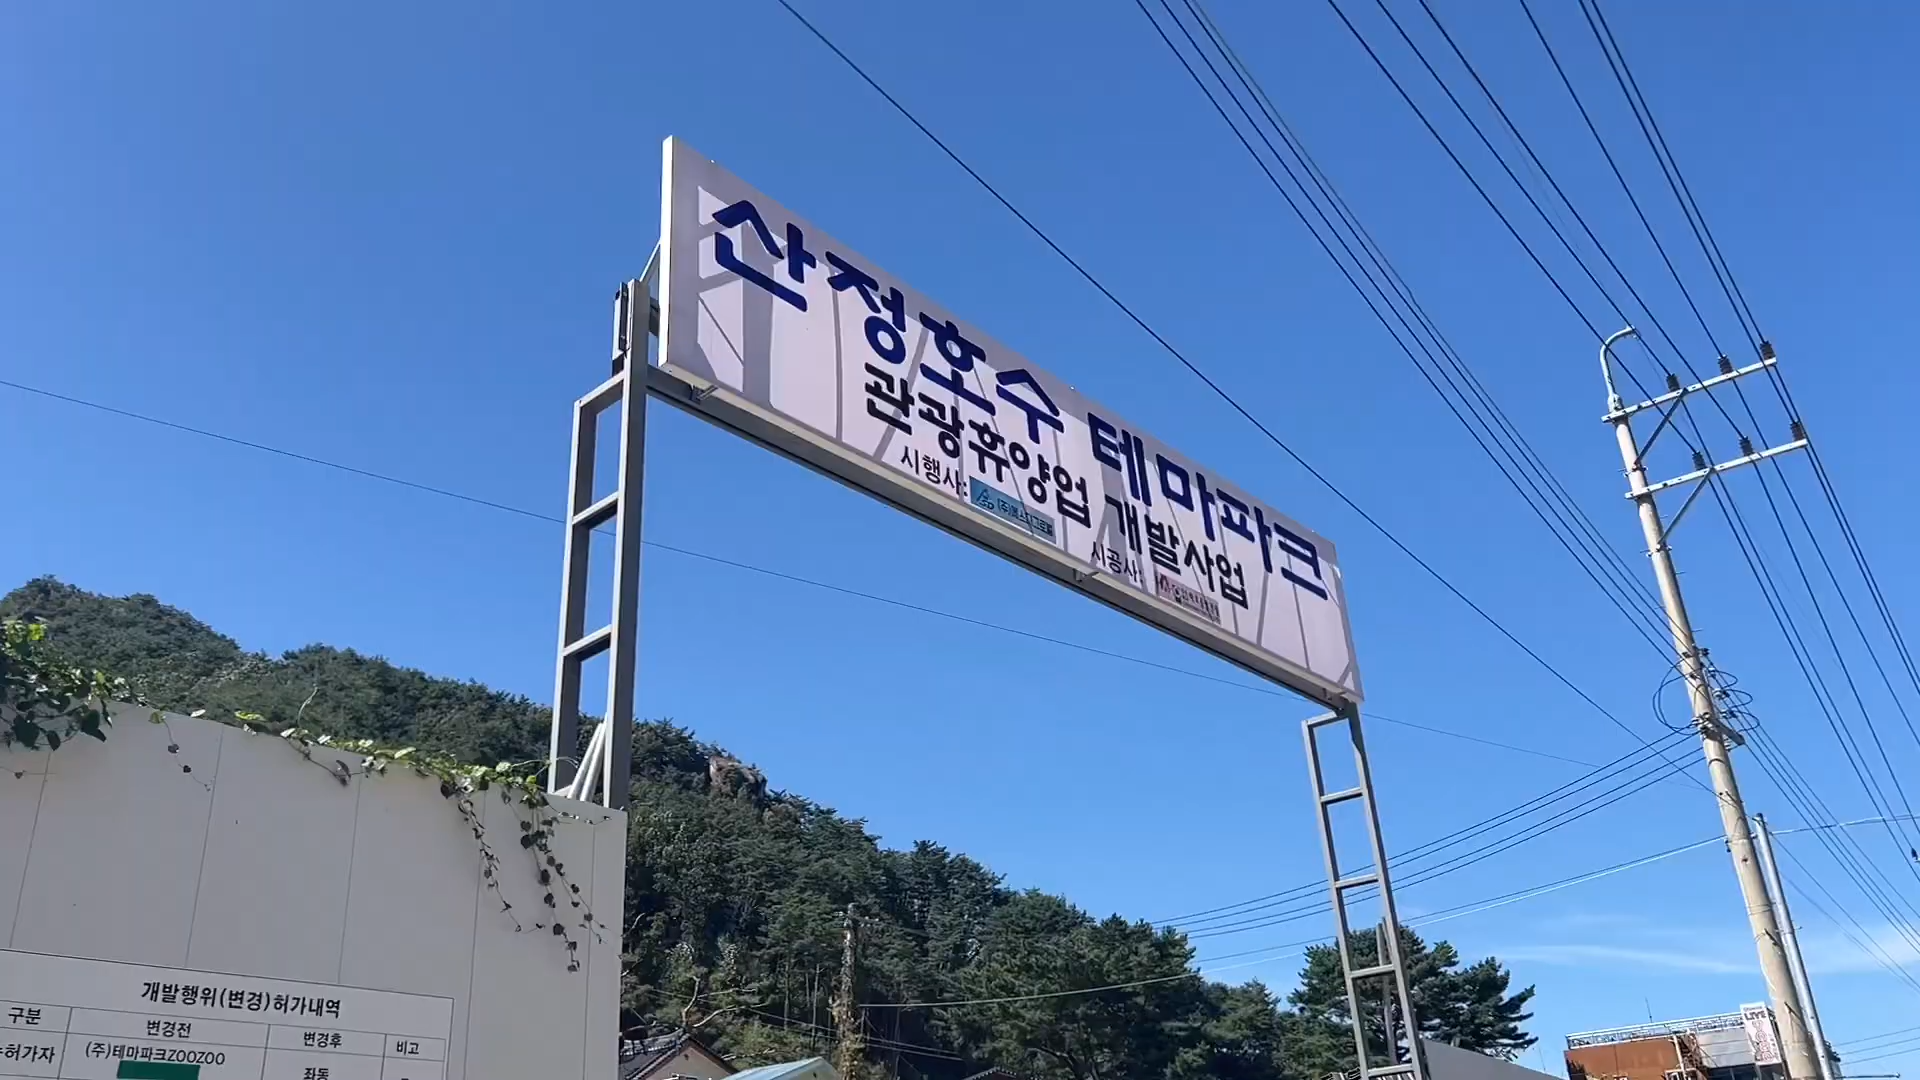 산정호수 테마파크
관광휴양업 개발사업
시행사:
시공사:
개발행위(변경)허가내역
구분 변경전 변경후 비고
허가자 (주)테마파크ZOOZOO 좌동
LIVE